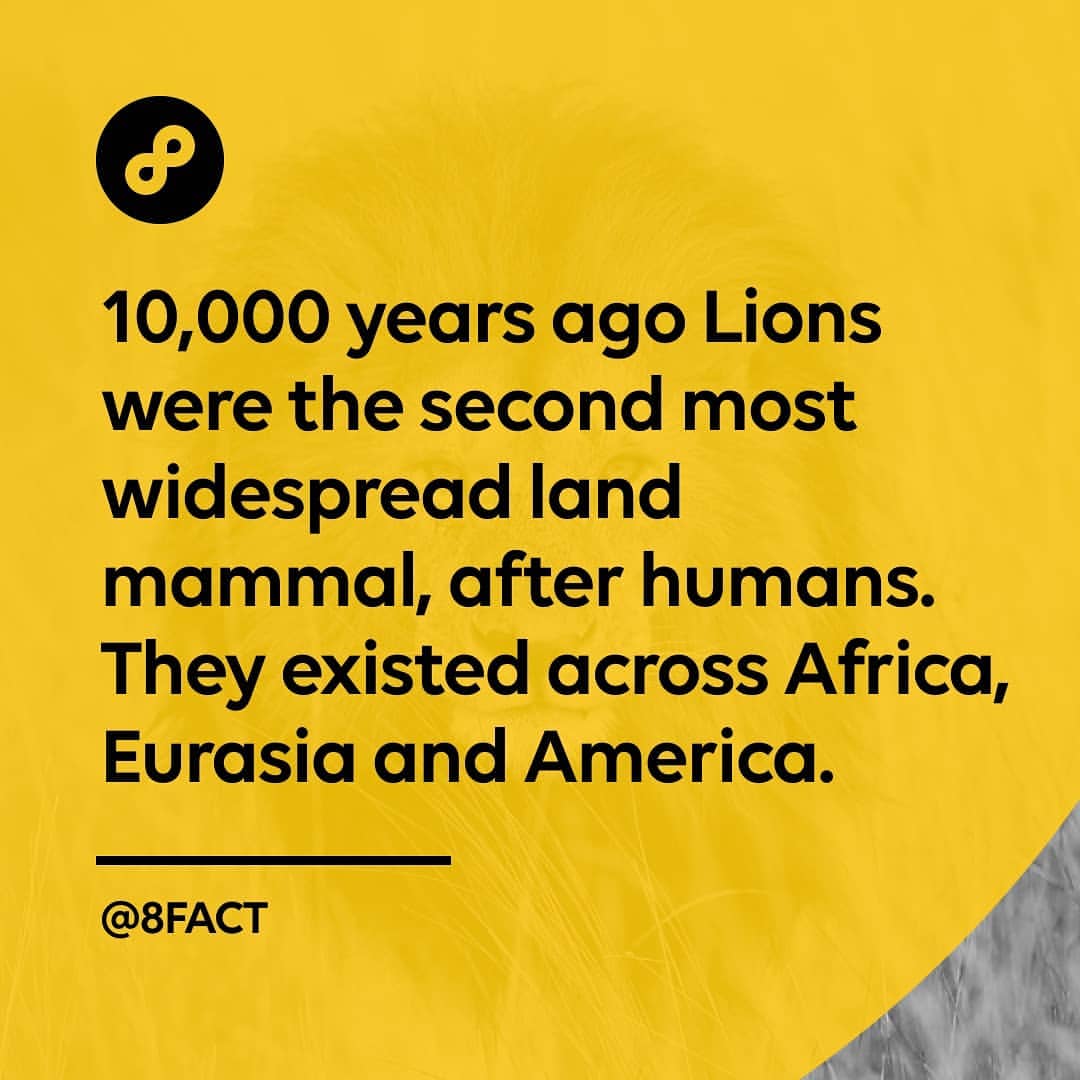 10,000 years ago Lions
were the second most
widespread land
mammal, after humans.
They existed across Africa,
Eurasia and America.
@8FACT